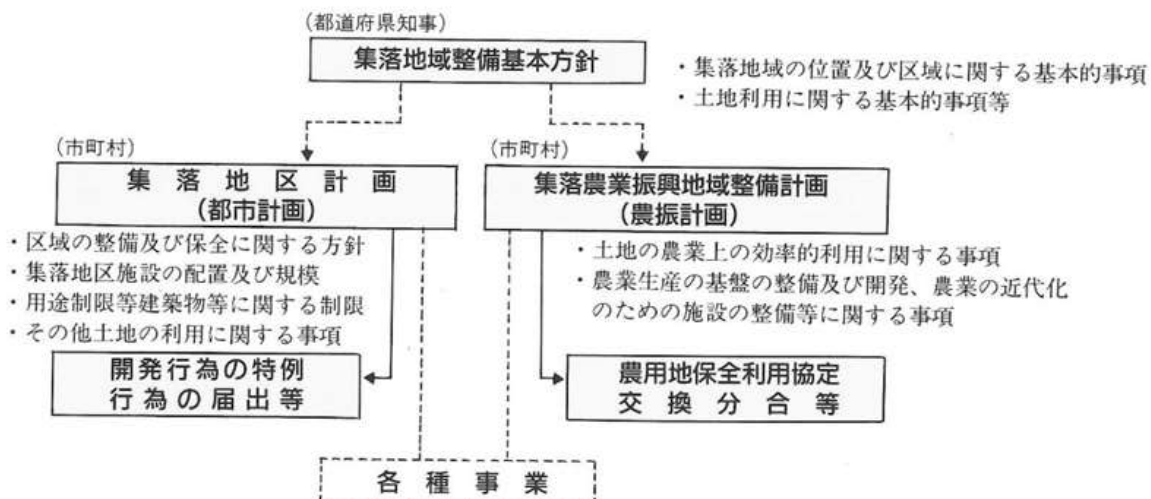 (都道府県知事)
集落地域整備基本方針
・集落地域の位置及び区域に関する基本的事項
・土地利用に関する基本的事項等
(市町村)
集落地区計画
(都市計画)
・区域の整備及び保全に関する方針
・集落地区施設の配置及び規模
・用途制限等建築物等に関する制限
・その他土地の利用に関する事項
開発行為の特例
行為の届出等
(市町村)
集落農業振興地域整備計画
(農振計画)
・土地の農業上の効率的利用に関する事項
・農業生産の基盤の整備及び開発、農業の近代化
のための施設の整備等に関する事項
農用地保全利用協定
交換分合等
各種事業